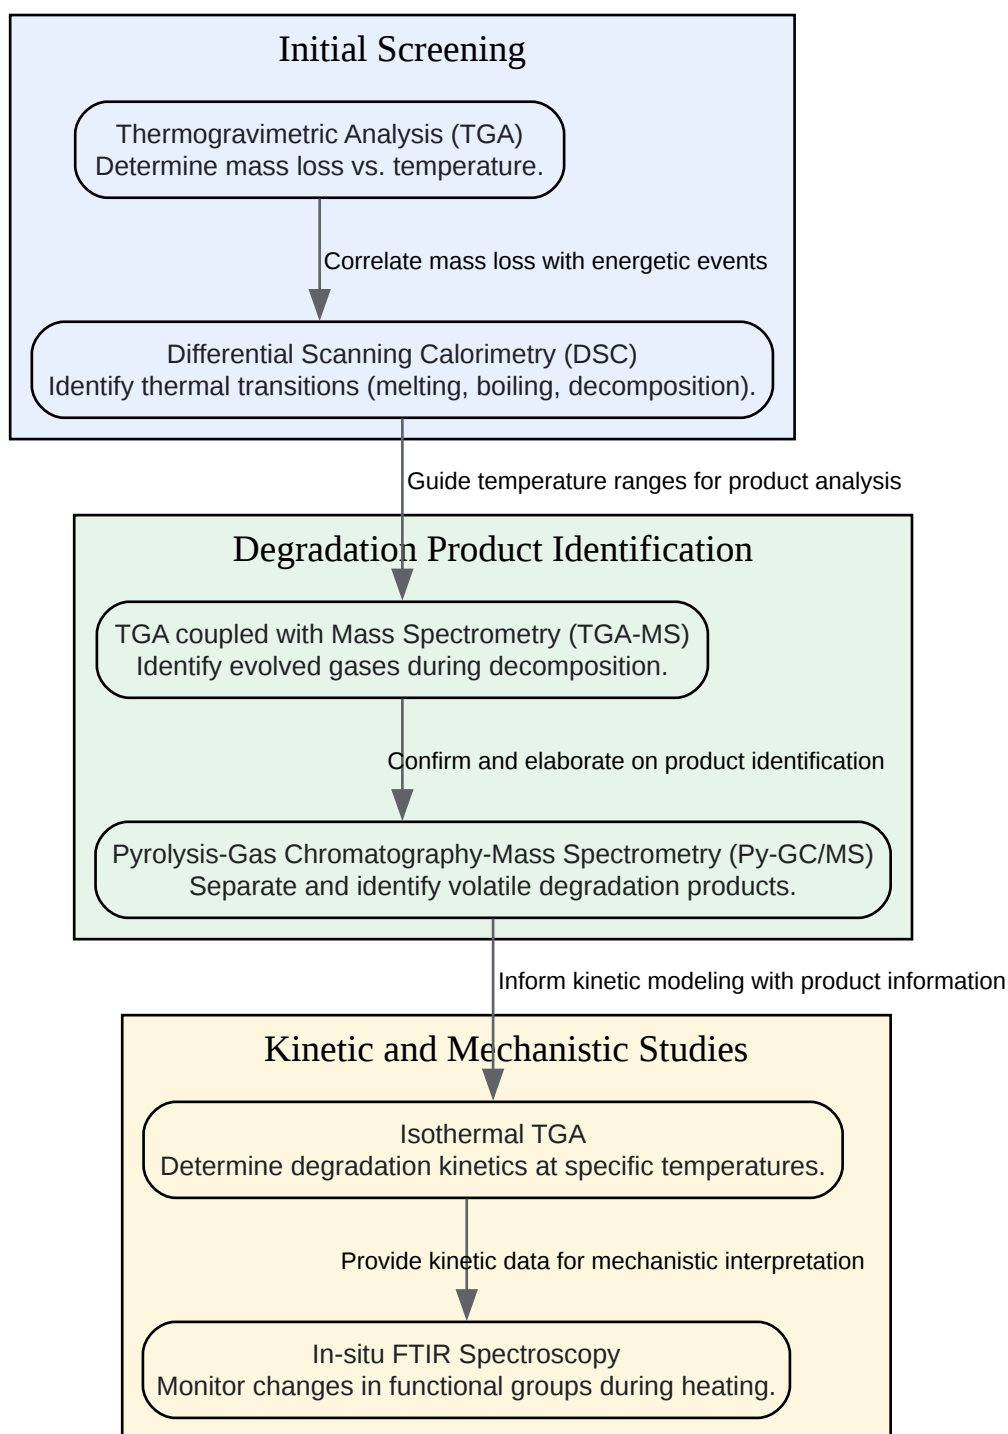 Initial Screening
Thermogravimetric Analysis (TGA)
Determine mass loss vs. temperature.
Correlate mass loss with energetic events
Differential Scanning Calorimetry (DSC)
Identify thermal transitions (melting, boiling, decomposition).
Guide temperature ranges for product analysis
Degradation Product Identification
TGA coupled with Mass Spectrometry (TGA-MS)
Identify evolved gases during decomposition.
Confirm and elaborate on product identification
Pyrolysis-Gas Chromatography-Mass Spectrometry (Py-GC/MS)
Separate and identify volatile degradation products.
Inform kinetic modeling with product information
Kinetic and Mechanistic Studies
Isothermal TGA
Determine degradation kinetics at specific temperatures.
Provide kinetic data for mechanistic interpretation
In-situ FTIR Spectroscopy
Monitor changes in functional groups during heating.